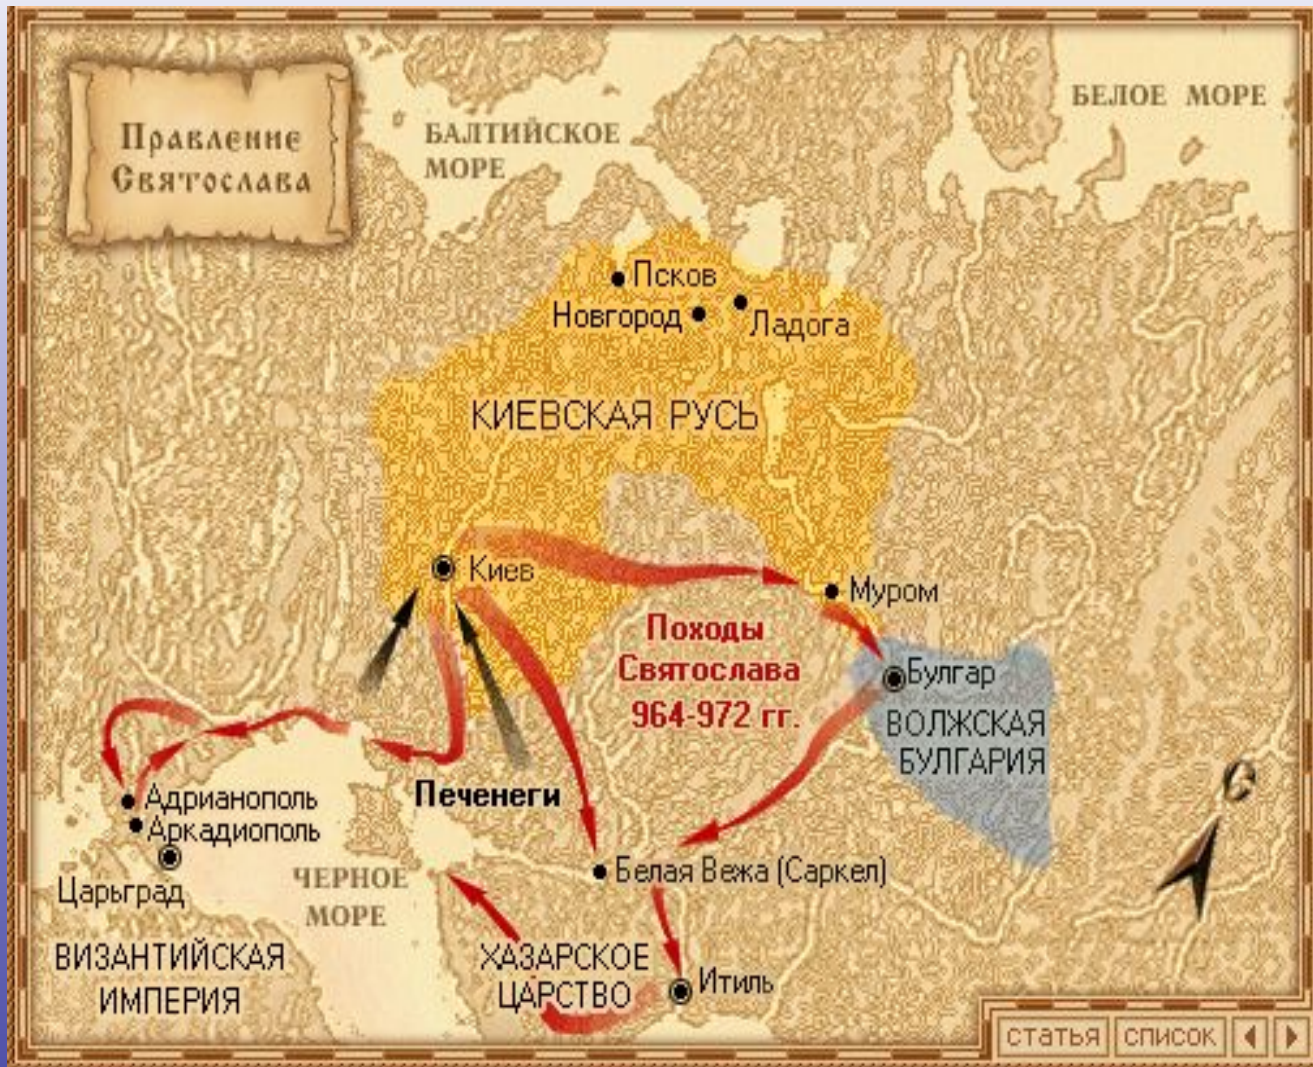 Правление
Святослава
БАЛТИЙСКОЕ
МОРЕ
БЕЛОЕ МОРЕ
Псков
Новгород
Ладога
КИЕВСКАЯ РУСЬ
Киев
Муром
Походы
Святослава
964-972 гг.
Булгар
ВОЛЖСКАЯ
БУЛГАРИЯ
Печенеги
Адрианополь
Аркадиополь
Царьград
ЧЕРНОЕ
МОРЕ
Белая Вежа (Саркел)
ВИЗАНТИЙСКАЯ
ИМПЕРИЯ
ХАЗАРСКОЕ
ЦАРСТВО
Итиль
С
статья список